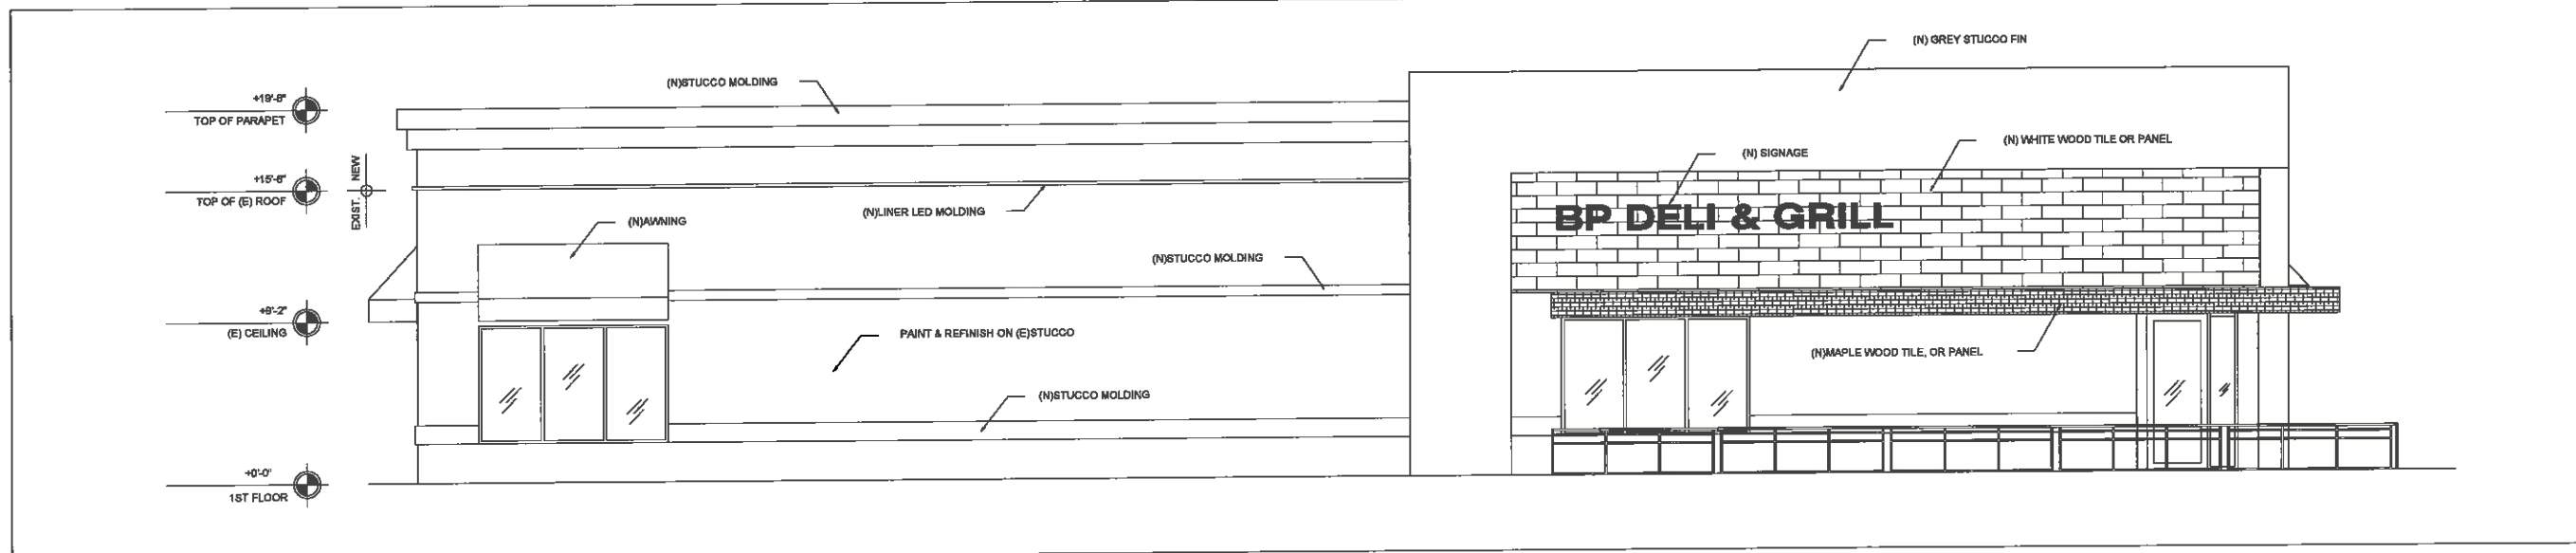 (N) GREY STUCCO FIN
(N)STUCCO MOLDING
+19'-8"
TOP OF PARAPET
(N) WHITE WOOD TILE OR PANEL
(N) SIGNAGE
NEW
EXIST.
+15'-6"
TOP OF (E) ROOF
(N)LINER LED MOLDING
(N)AWNING
BP DELI & GRILL
(N)STUCCO MOLDING
+9'-2"
(E) CEILING
PAINT & REFINISH ON (E)STUCCO
(N)MAPLE WOOD TILE, OR PANEL
(N)STUCCO MOLDING
+0'-0"
1ST FLOOR